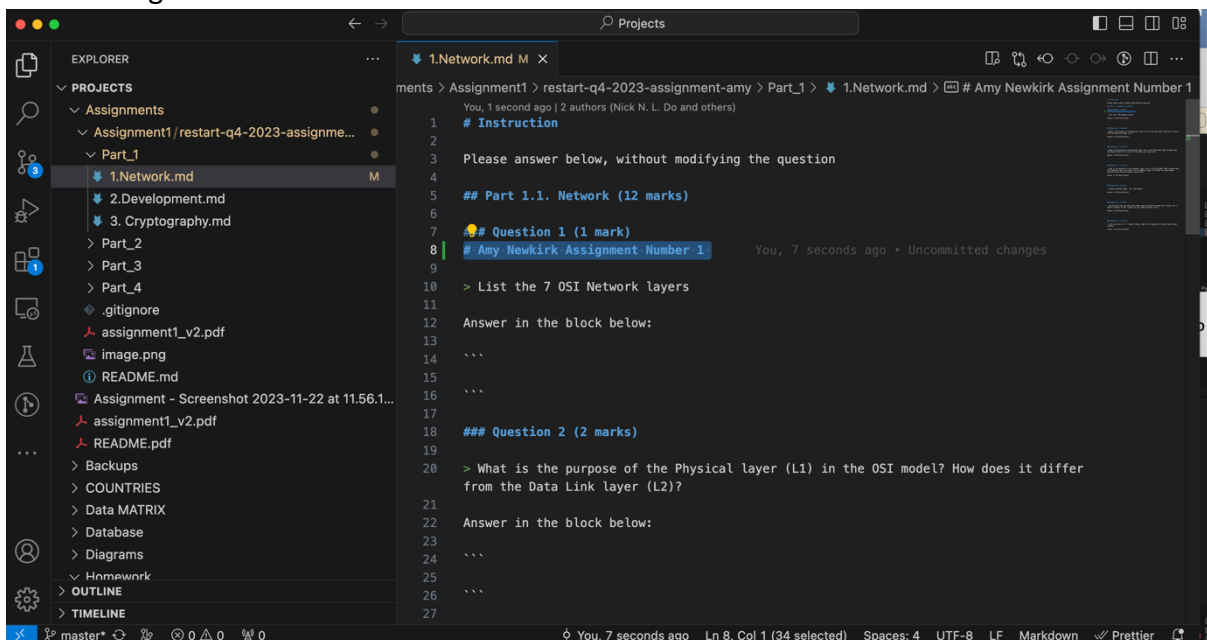 Projects
EXPLORER
PROJECTS
Assignments
Assignment1/restart-q4-2023-assignme...
Part_1
1.Network.md M
2.Development.md
3. Cryptography.md
Part_2
Part_3
Part_4
.gitignore
assignment1_v2.pdf
image.png
README.md
Assignment - Screenshot 2023-11-22 at 11.56.1...
assignment1_v2.pdf
README.pdf
Backups
COUNTRIES
Data MATRIX
Database
Diagrams
Homework
OUTLINE
TIMELINE
3
1
1.Network.md M
ments > Assignment1 > restart-q4-2023-assignment-amy > Part_1 > 1.Network.md > # Amy Newkirk Assignment Number 1
You, 1 second ago | 2 authors (Nick N. L. Do and others)
1 # Instruction
2
3 Please answer below, without modifying the question
4
5 ## Part 1.1. Network (12 marks)
6
7 ## Question 1 (1 mark)
8 # Amy Newkirk Assignment Number 1 You, 7 seconds ago • Uncommitted changes
9
10 > List the 7 OSI Network layers
11
12 Answer in the block below:
13
14 ```
15
16 ```
17
18 ### Question 2 (2 marks)
19
20 > What is the purpose of the Physical layer (L1) in the OSI model? How does it differ
from the Data Link layer (L2)?
21
22 Answer in the block below:
23
24 ```
25
26 ```
27
master* 0 0 0 You, 7 seconds ago Ln 8, Col 1 (34 selected) Spaces: 4 UTF-8 LF Markdown Prettier